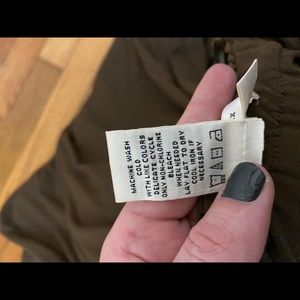 MACHINE WASH
COLD
WITH LIKE COLORS
DELICATE CYCLE
ONLY NON-CHLORINE
BLEACH
WHEN NEEDED
LAY FLAT TO DRY
COOL IRON IF
NECESSARY